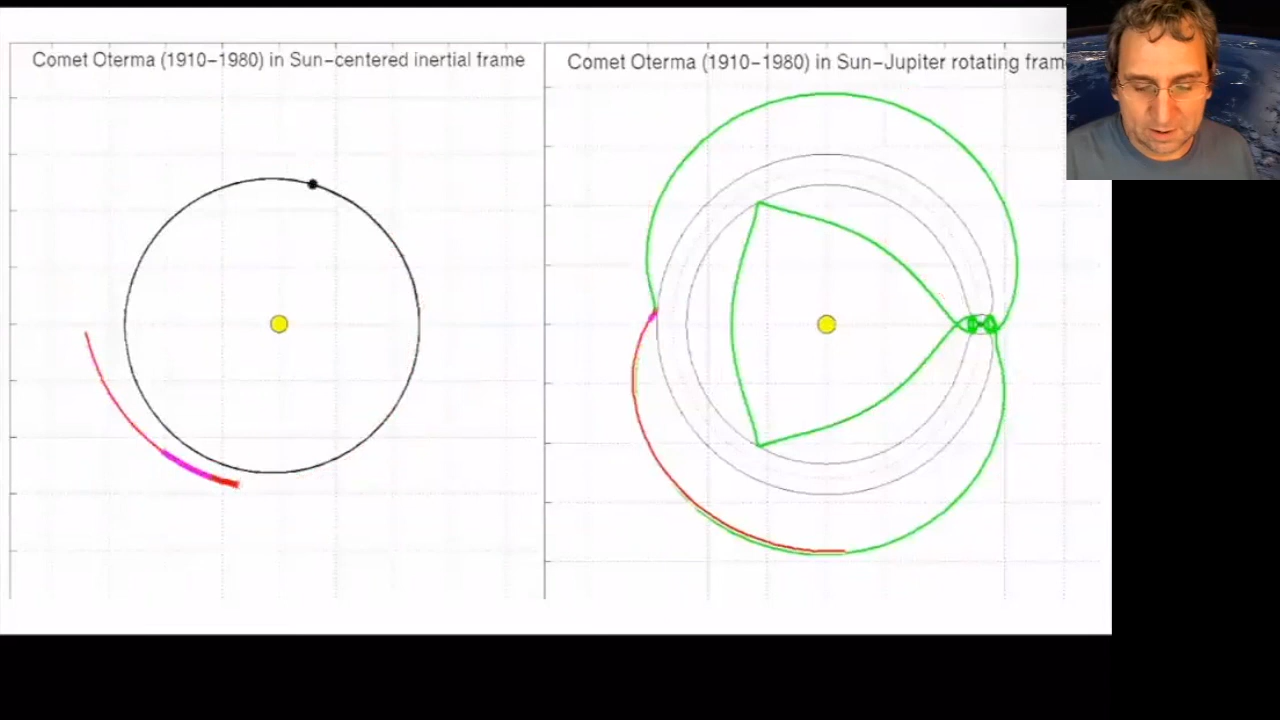 Comet Oterma (1910-1980) in Sun-centered inertial frame
Comet Oterma (1910-1980) in Sun-Jupiter rotating fram